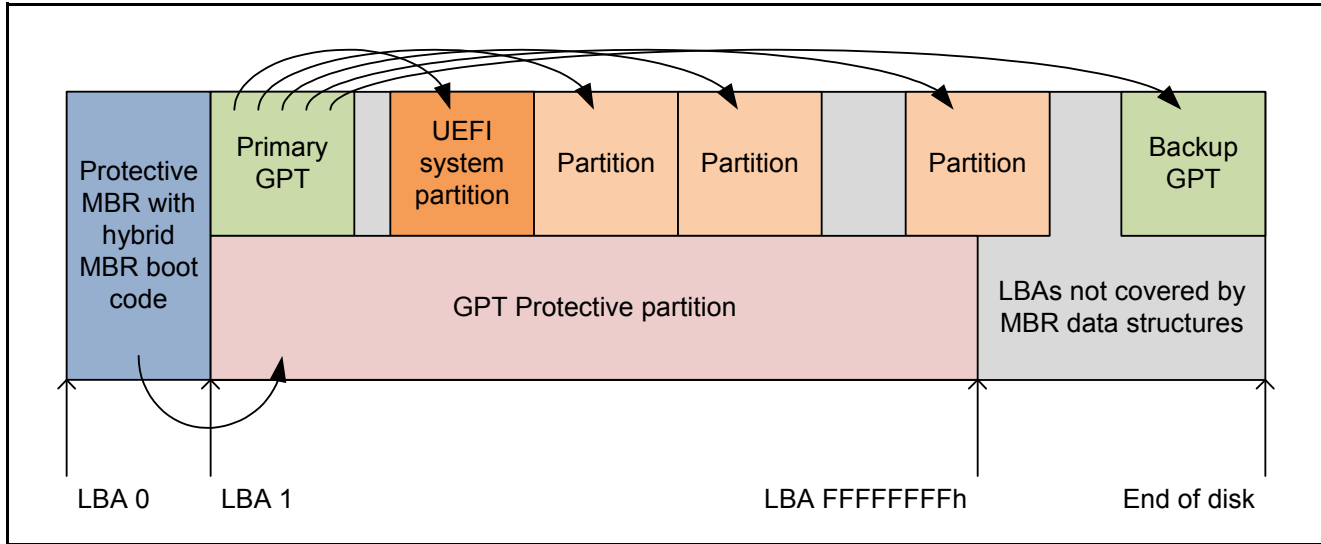 Protective
MBR with
hybrid
MBR boot
code
Primary
GPT
UEFI
system
partition
Partition
Partition
Partition
Backup
GPT
GPT Protective partition
LBAs not covered by
MBR data structures
LBA 0
LBA 1
LBA FFFFFFFFh
End of disk